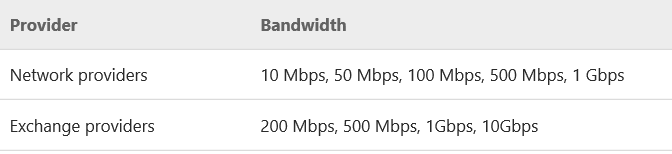 Provider Bandwidth
Network providers 10 Mbps, 50 Mbps, 100 Mbps, 500 Mbps, 1 Gbps
Exchange providers 200 Mbps, 500 Mbps, 1Gbps, 10Gbps